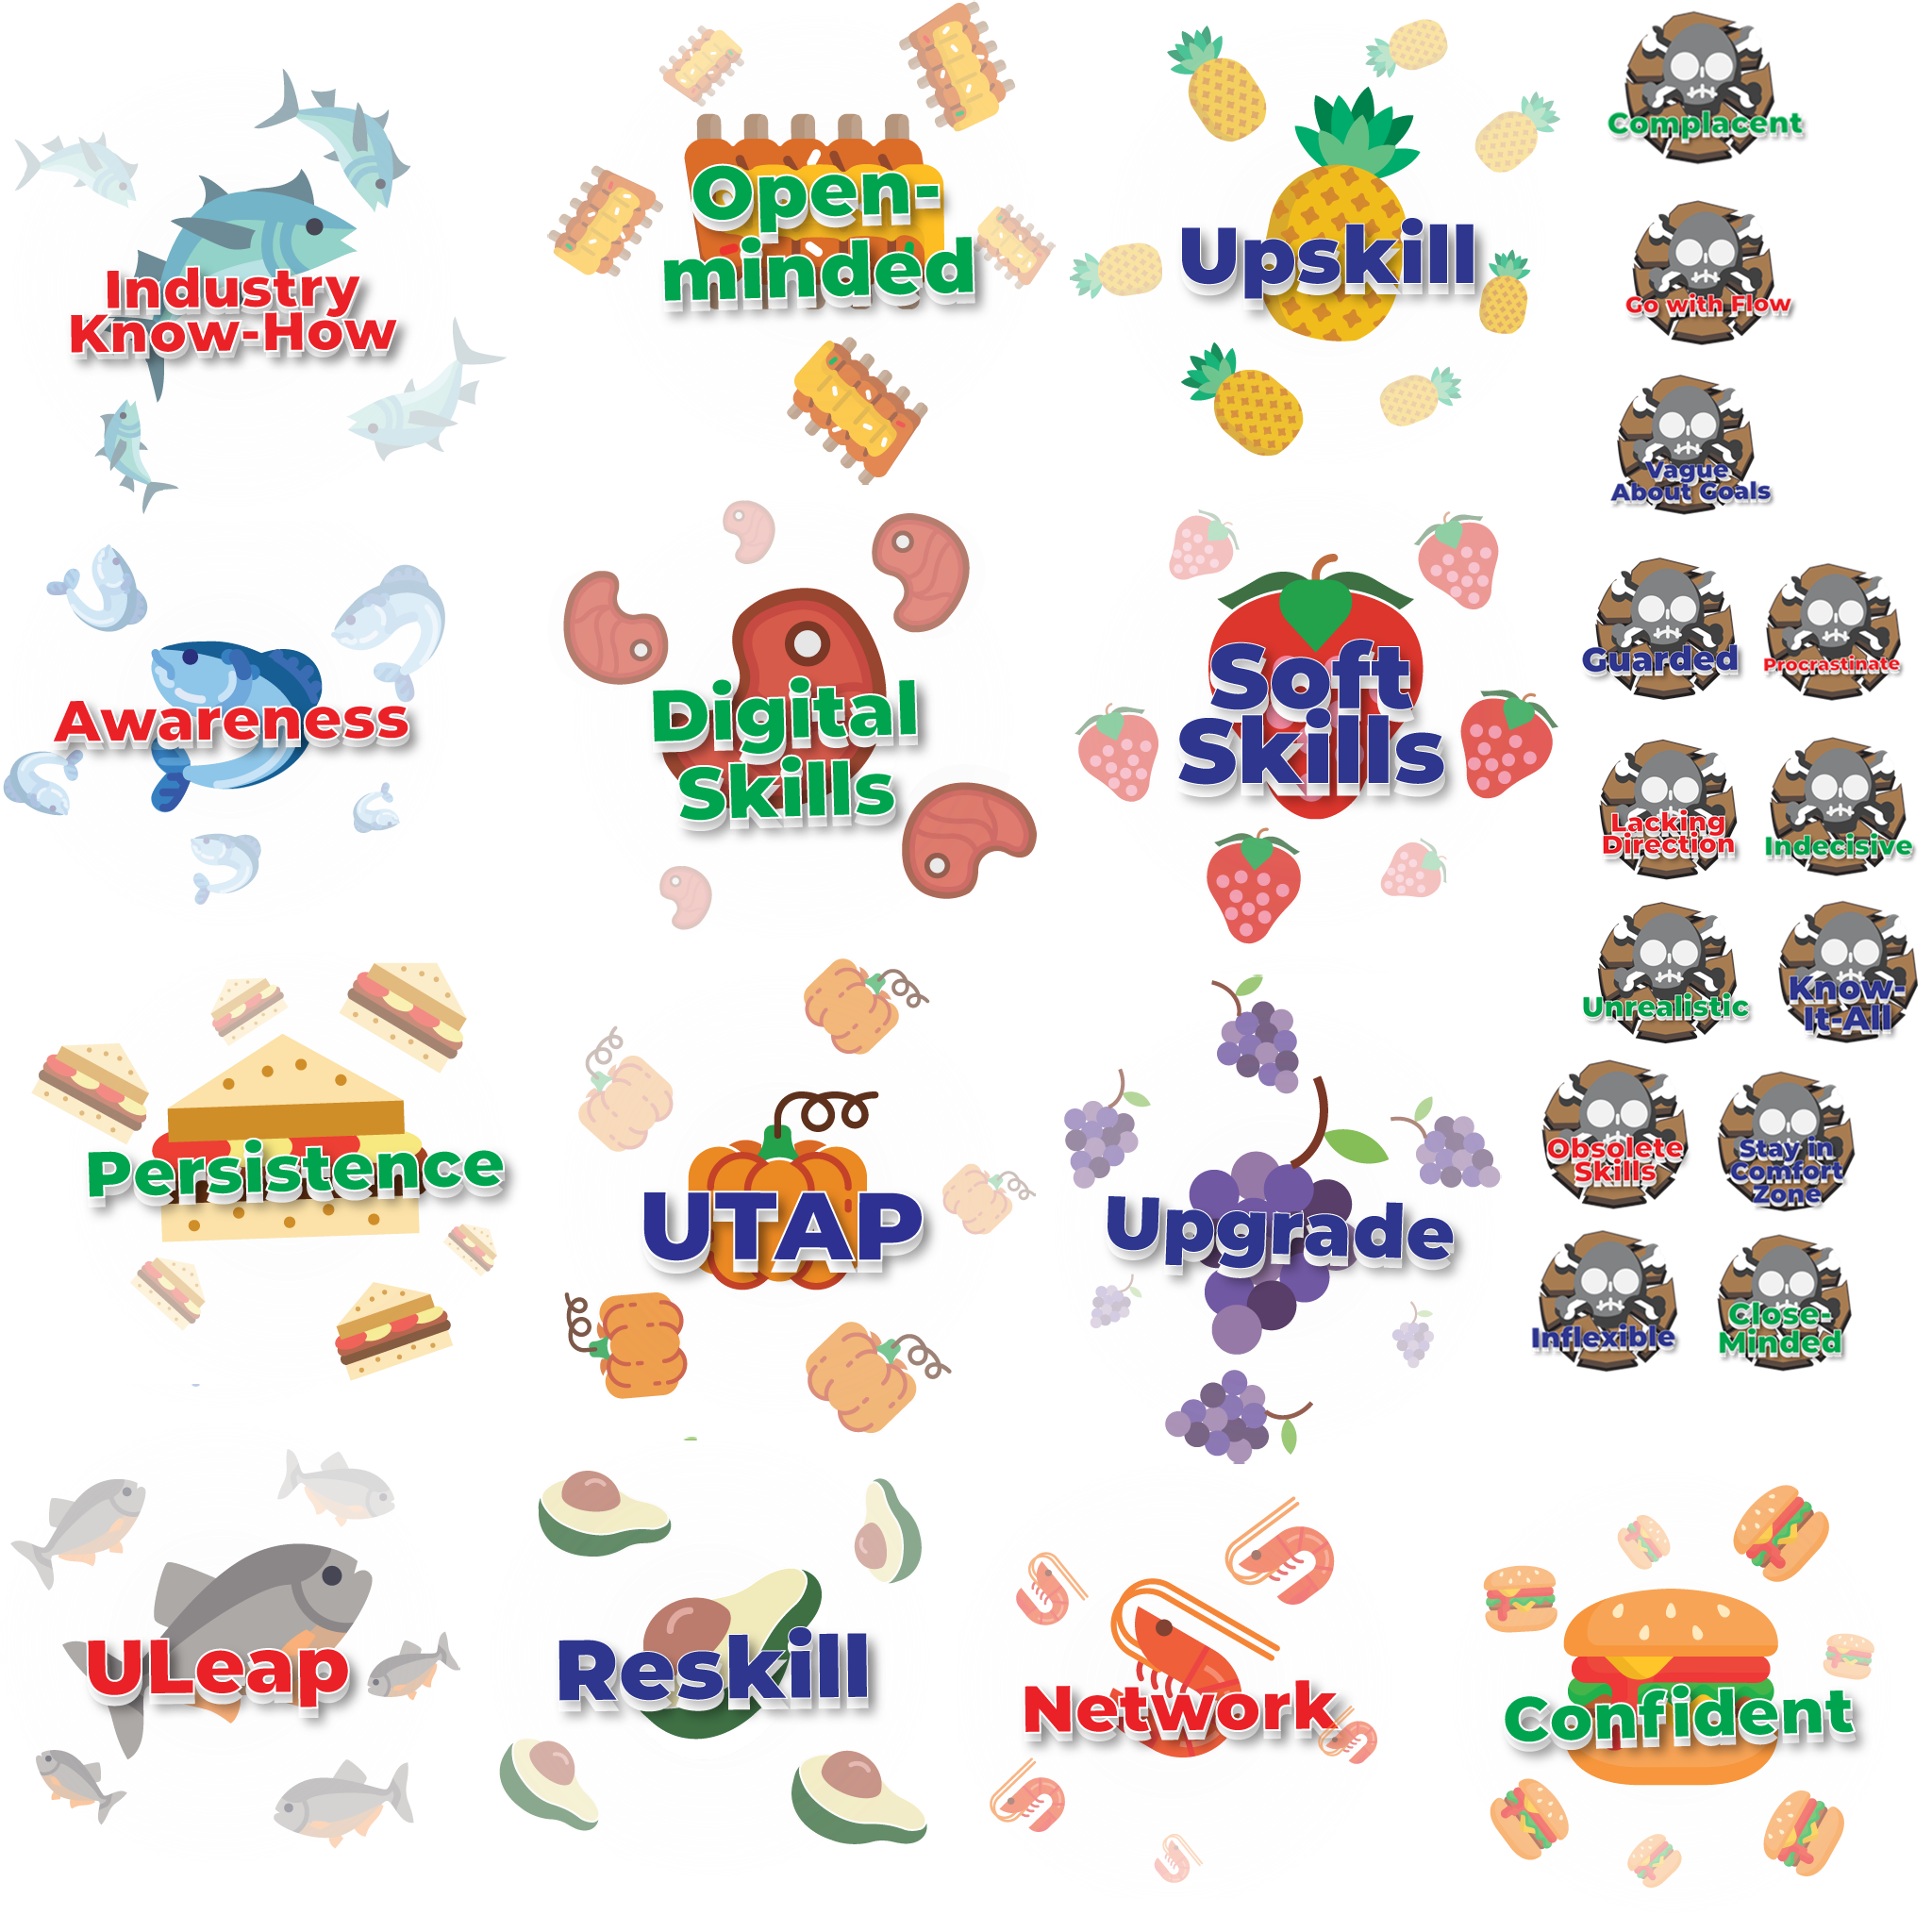 Industry
Know-How
Open-
minded
Upskill
Complacent
Go with Flow
Vague
About Goals
Awareness
Digital
Skills
Soft
Skills
Guarded
Procrastinate
Lacking
Direction
Indecisive
Unrealistic
Know-
It-All
Persistence
UTAP
Upgrade
Obsolete
Skills
Stay in
Comfort
Zone
Inflexible
Close-
Minded
ULeap
Reskill
Network
Confident